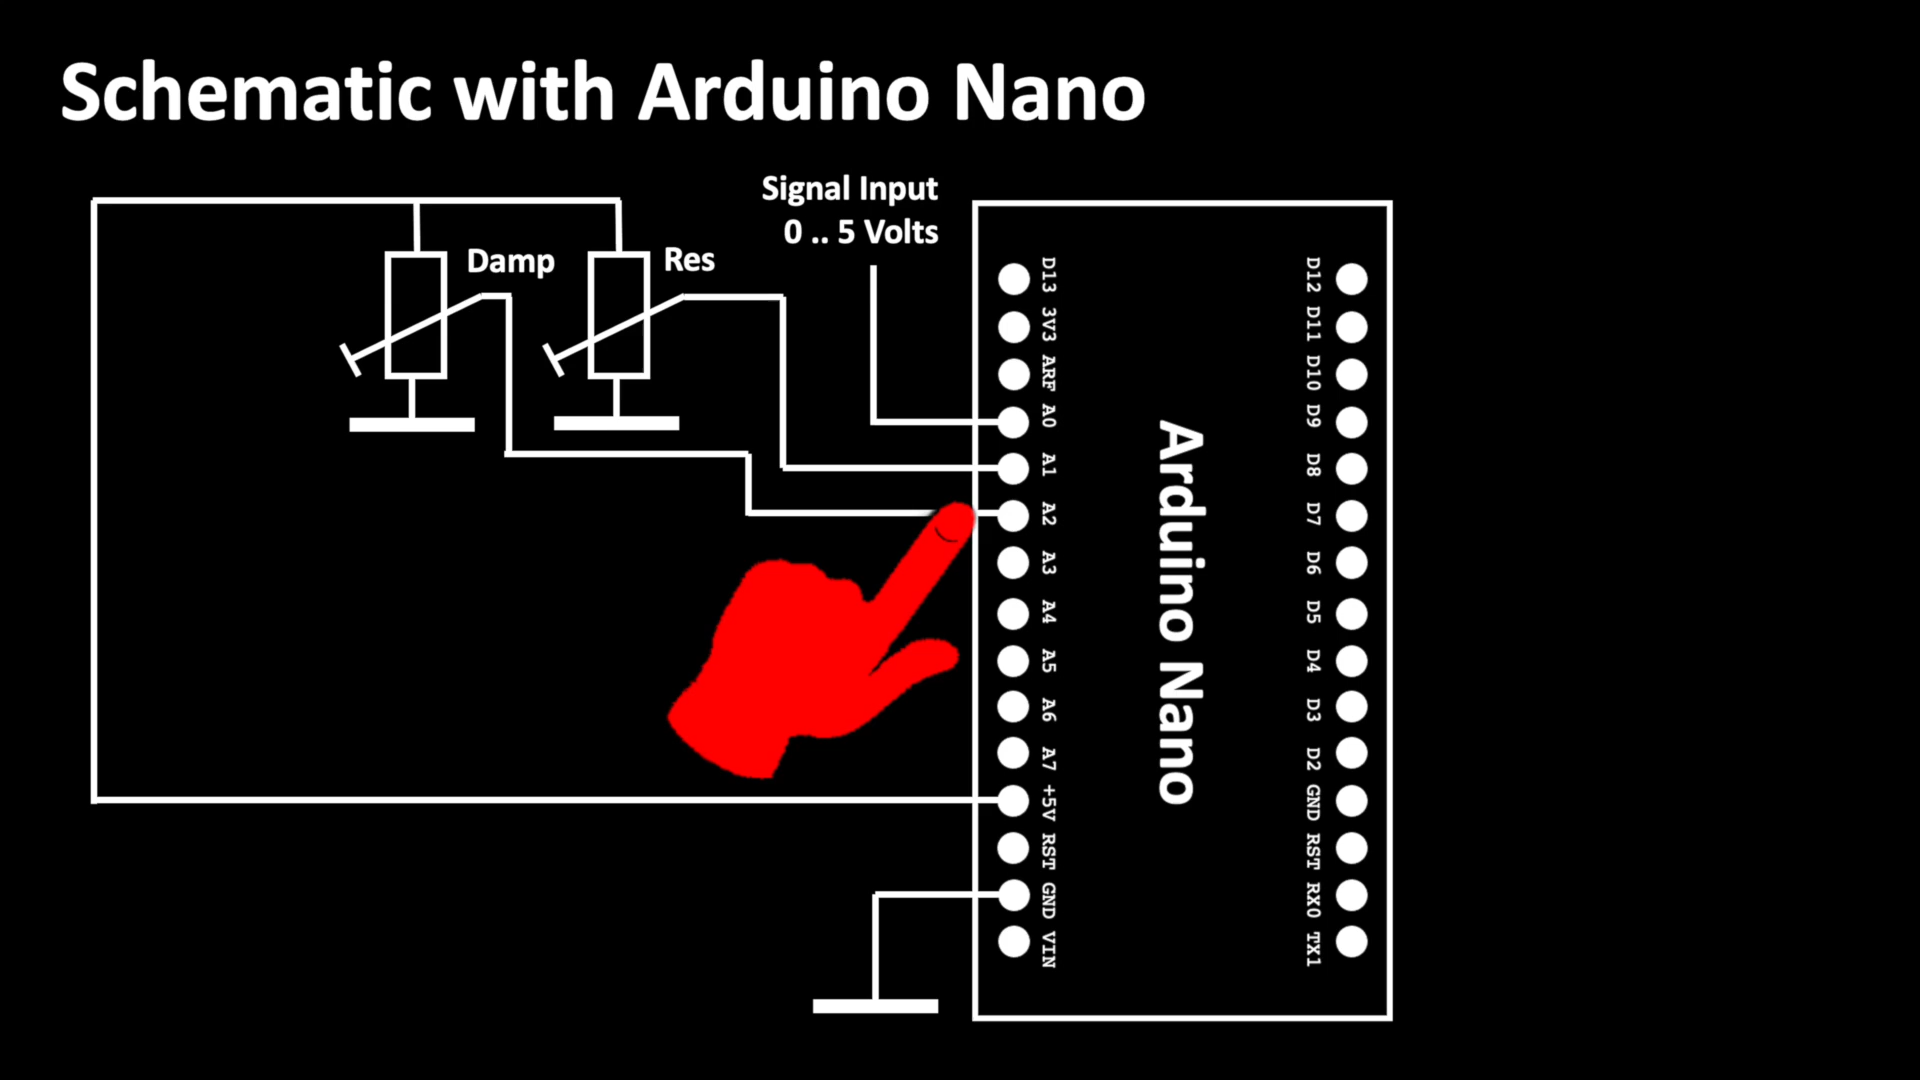 Schematic with Arduino Nano
Signal Input
0 .. 5 Volts
Damp
Res
D13
3V3
ARF
A0
A1
A2
A3
A4
A5
A6
A7
+5V
RST
GND
VIN
Arduino Nano
D12
D11
D10
D9
D8
D7
D6
D5
D4
D3
D2
GND
RST
RX0
TX1